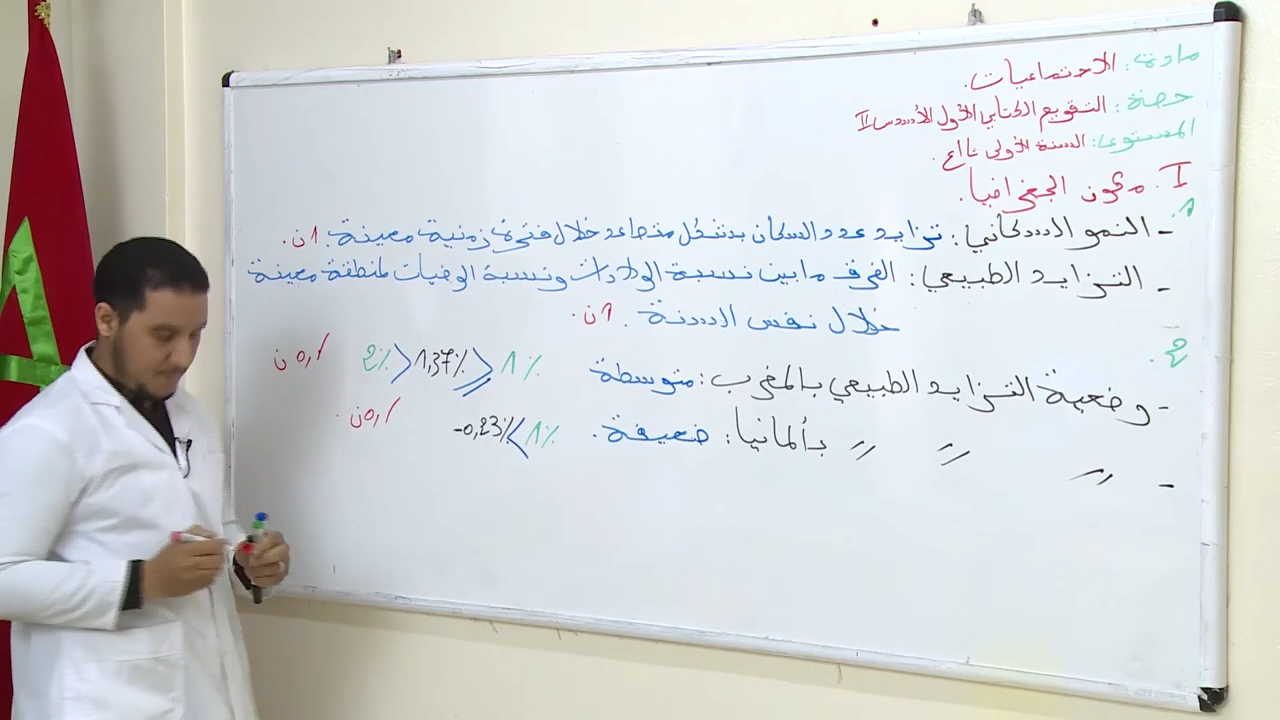 مادة: الاجتماعيات.
حصة: التقويم الكتابي الأول الأسدس II
المستوى: السنة الأولى ثا إع.
I. مكون الجغرافيا.
1.
- النمو السكاني: تزايد عدد السكان بشكل متصاعد خلال فترة زمنية معينة. 1ن.
- التزايد الطبيعي: الفرق ما بين نسبة الولادات ونسبة الوفيات لمنطقة معينة
خلال نفس السنة. 1ن.
2.
- وضعية التزايد الطبيعي بالمغرب: متوسطة 1% ⩾ 1,37% > 2% 0,5ن
- 〃 〃 〃 بألمانيا: ضعيفة. 1% > -0,23% 0,5ن.